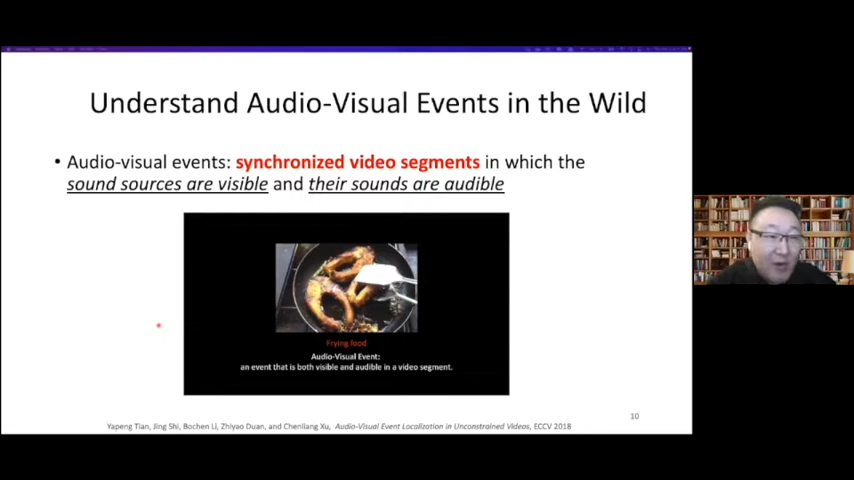 Understand Audio-Visual Events in the Wild
• Audio-visual events: synchronized video segments in which the
sound sources are visible and their sounds are audible
Frying food
Audio-Visual Event:
an event that is both visible and audible in a video segment.
10
Yapeng Tian, Jing Shi, Bochen Li, Zhiyao Duan, and Chenliang Xu, Audio-Visual Event Localization in Unconstrained Videos, ECCV 2018